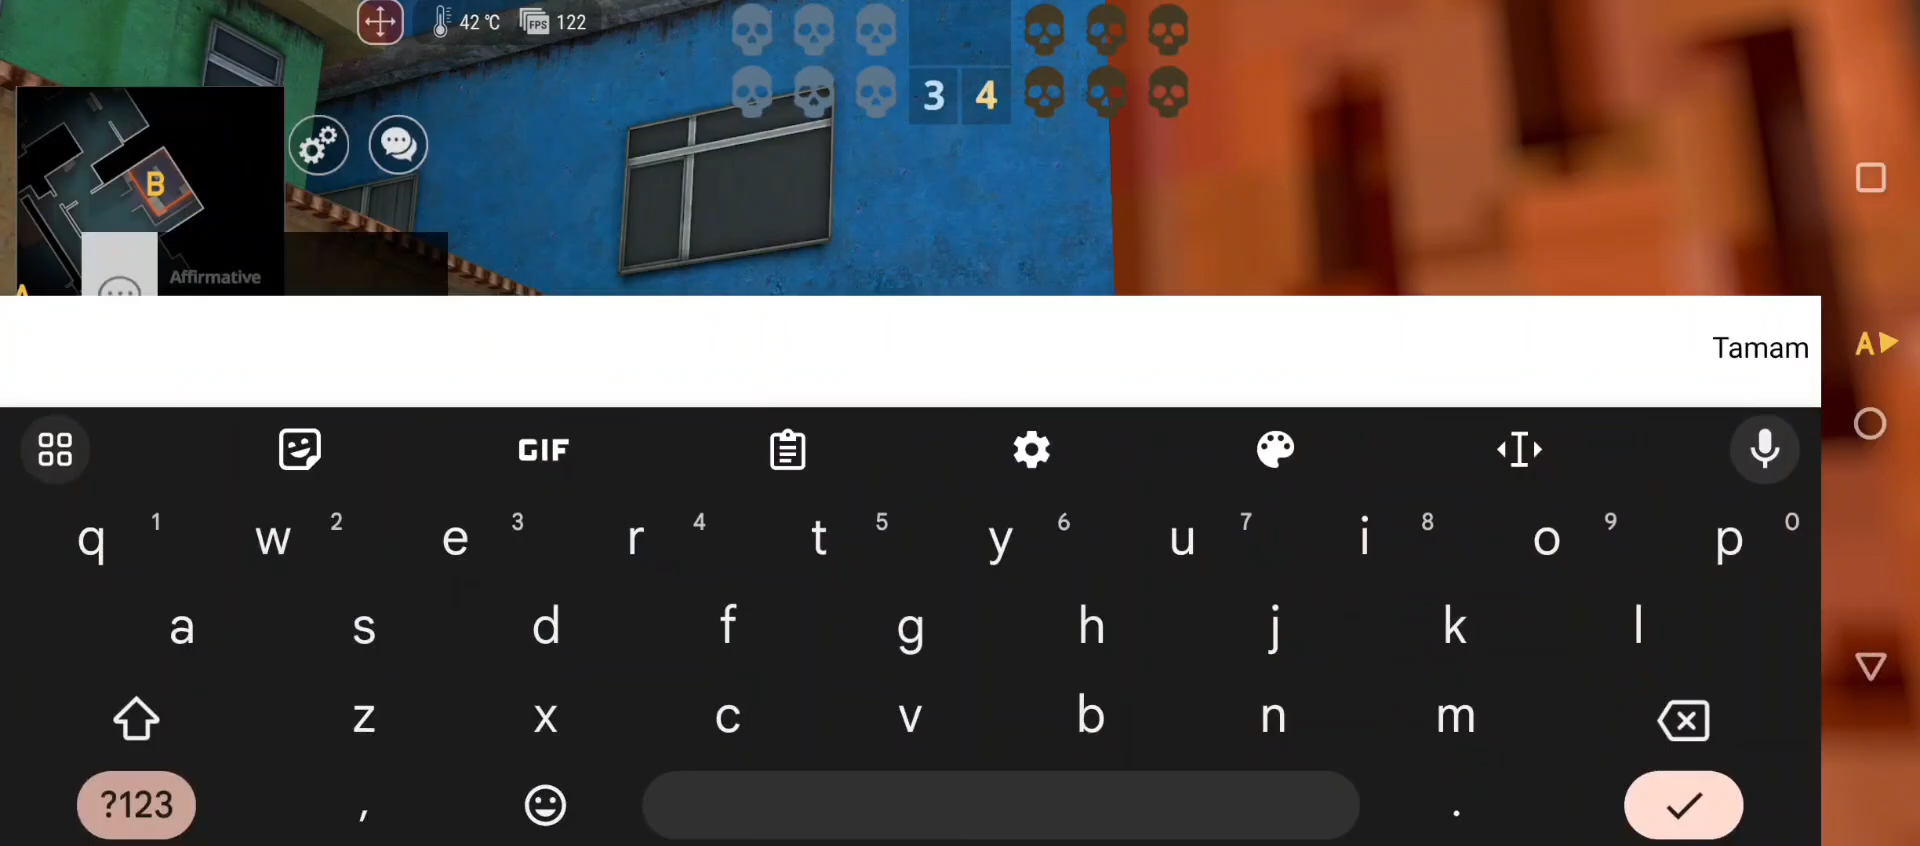 42 °C FPS 122
3 4
B
Affirmative
A
Tamam
A
GIF
q 1 w 2 e 3 r 4 t 5 y 6 u 7 i 8 o 9 p 0
a s d f g h j k l
z x c v b n m
?123 , .